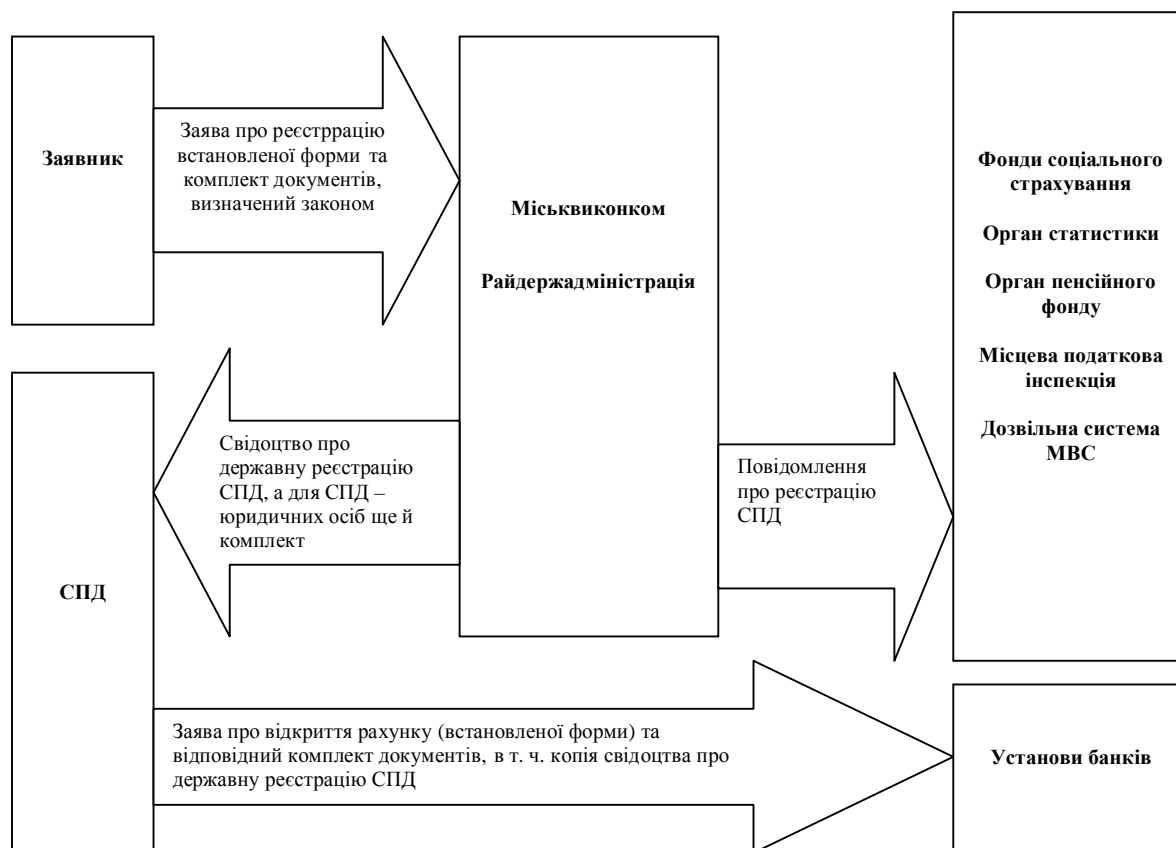 Заявник
Заява про реєстррацію
встановленої форми та
комплект документів,
визначений законом
Міськвиконком
Райдержадміністрація
Фонди соціального
страхування
Орган статистики
Орган пенсійного
фонду
Місцева податкова
інспекція
Дозвільна система
МВС
Свідоцтво про
державну реєстрацію
СПД, а для СПД –
юридичних осіб ще й
комплект
Повідомлення
про реєстрацію
СПД
СПД
Заява про відкриття рахунку (встановленої форми) та
відповідний комплект документів, в т. ч. копія свідоцтва про
державну реєстрацію СПД
Установи банків